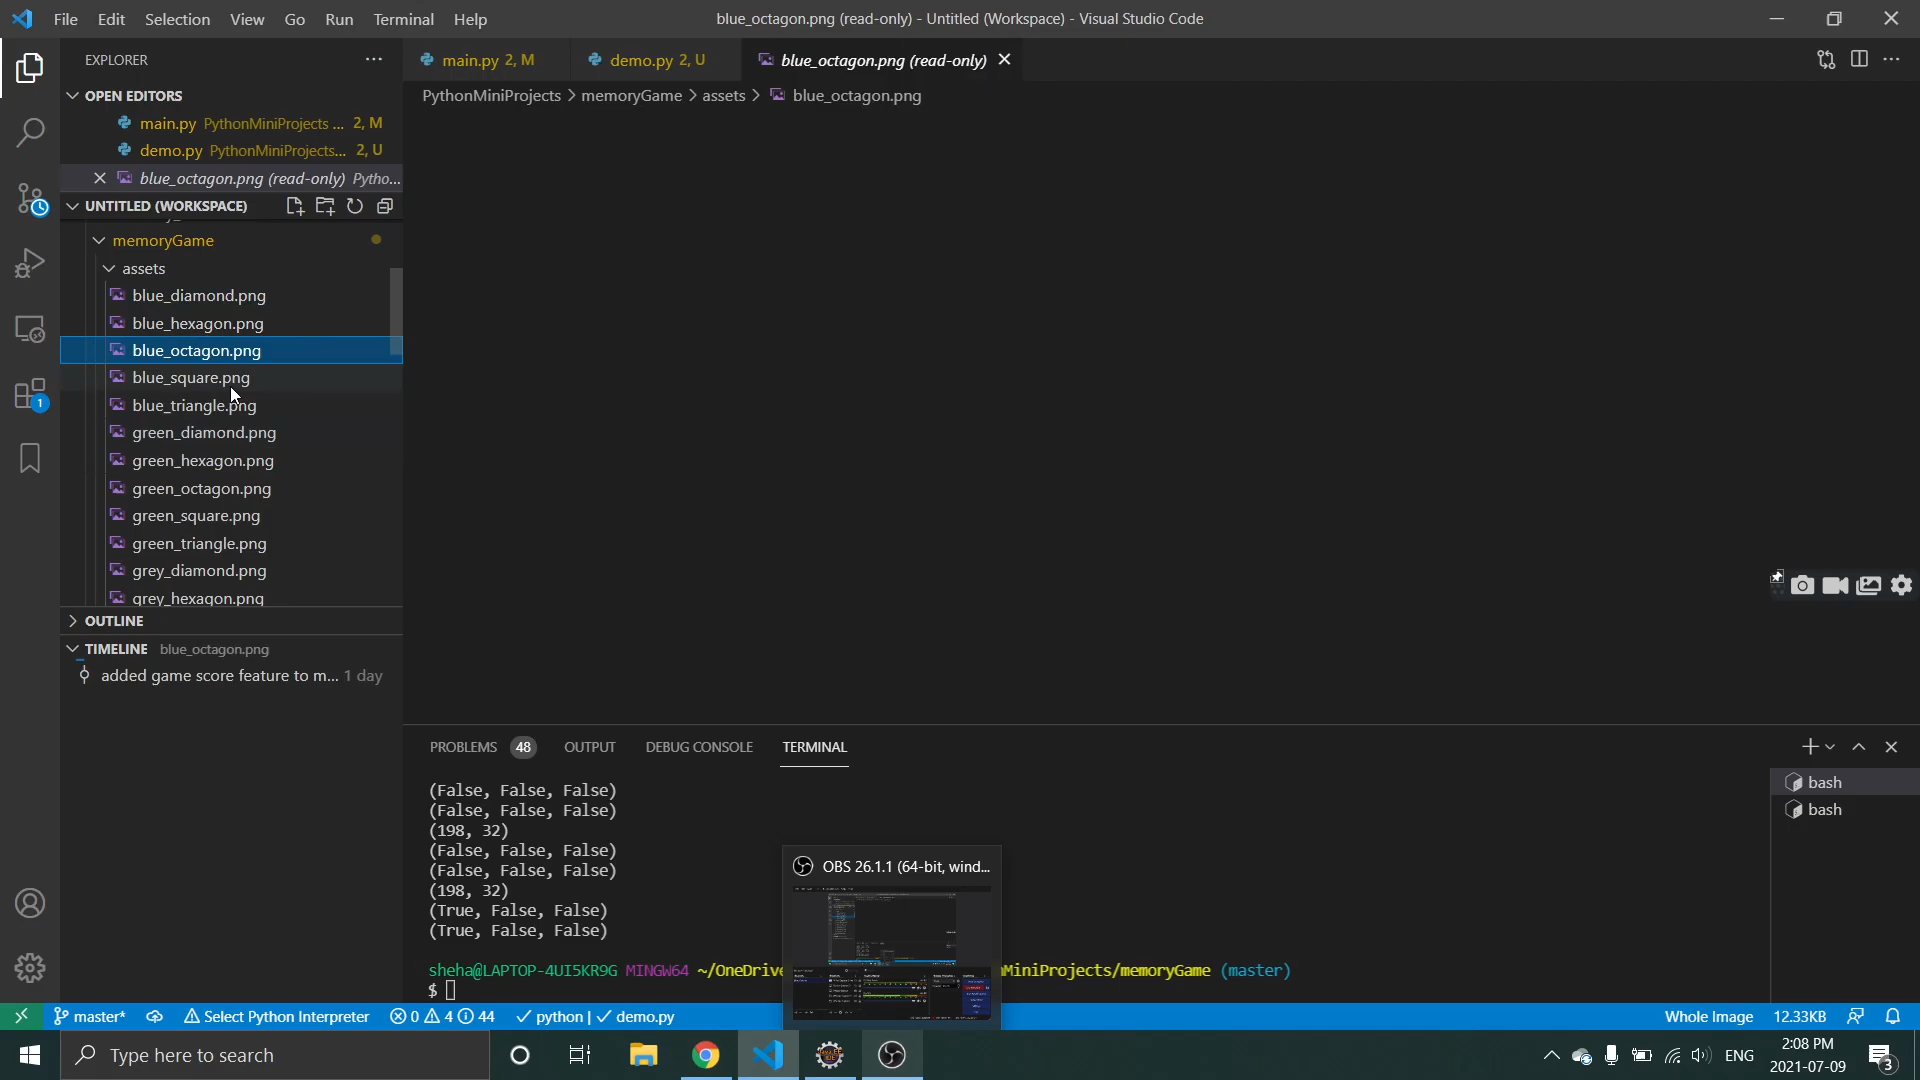 File Edit Selection View Go Run Terminal Help
blue_octagon.png (read-only) - Untitled (Workspace) - Visual Studio Code
EXPLORER
main.py 2, M
demo.py 2, U
blue_octagon.png (read-only)
OPEN EDITORS
PythonMiniProjects > memoryGame > assets > blue_octagon.png
main.py PythonMiniProjects ... 2, M
demo.py PythonMiniProjects... 2, U
blue_octagon.png (read-only) Pytho...
UNTITLED (WORKSPACE)
memoryGame
assets
blue_diamond.png
blue_hexagon.png
blue_octagon.png
blue_square.png
blue_triangle.png
green_diamond.png
green_hexagon.png
green_octagon.png
green_square.png
green_triangle.png
grey_diamond.png
grey_hexagon.png
OUTLINE
TIMELINE blue_octagon.png
added game score feature to m... 1 day
1
PROBLEMS 48 OUTPUT DEBUG CONSOLE TERMINAL
bash
bash
(False, False, False)
(False, False, False)
(198, 32)
(False, False, False)
(False, False, False)
(198, 32)
(True, False, False)
(True, False, False)
OBS 26.1.1 (64-bit, wind...
sheha@LAPTOP-4UI5KR9G MINGW64 ~/OneDrive
MiniProjects/memoryGame (master)
$
master* Select Python Interpreter 0 4 44 python | demo.py
Whole Image 12.33KB
Type here to search
ENG
2:08 PM
2021-07-09
3